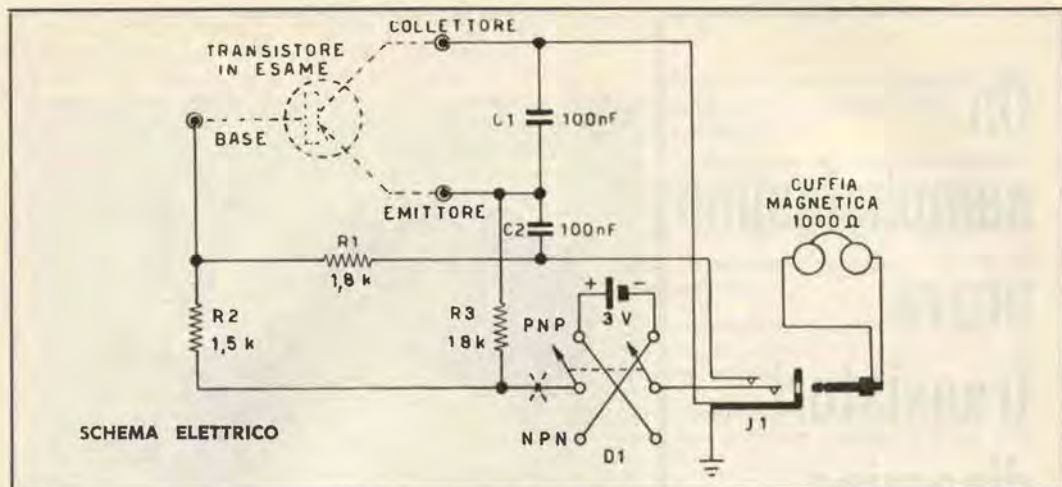 COLLETTORE
TRANSISTORE
IN ESAME
BASE
C1
100nF
EMITTORE
C2
100nF
CUFFIA
MAGNETICA
1000 Ω
R1
1,8 k
R2
1,5 k
R3
18k
PNP
+
3 V
-
NPN
D1
J1
SCHEMA ELETTRICO